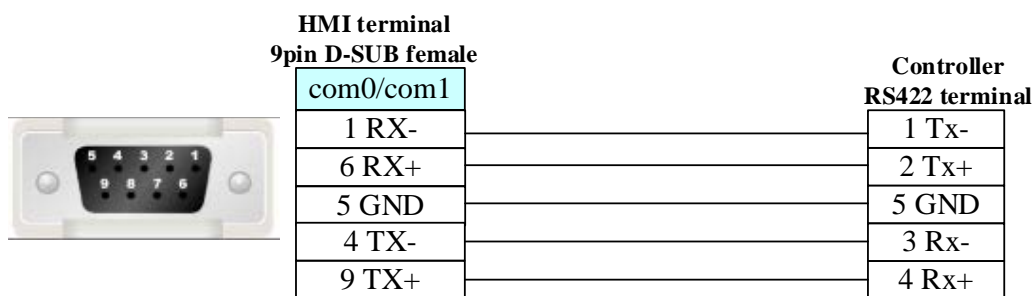 HMI terminal
9pin D-SUB female
com0/com1
1 RX-
6 RX+
5 GND
4 TX-
9 TX+
5 4 3 2 1
9 8 7 6
Controller
RS422 terminal
1 Tx-
2 Tx+
5 GND
3 Rx-
4 Rx+